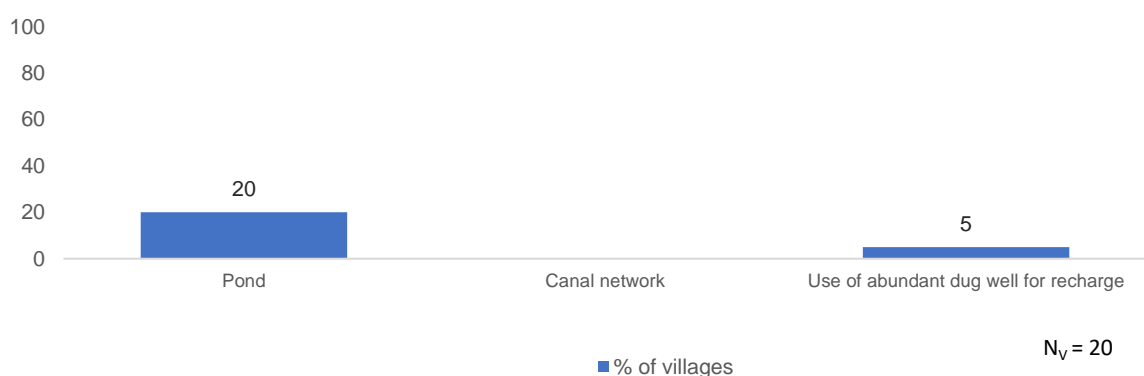 100
80
60
40
20
0
20
5
Pond
Canal network
Use of abundant dug well for recharge
N_V = 20
% of villages